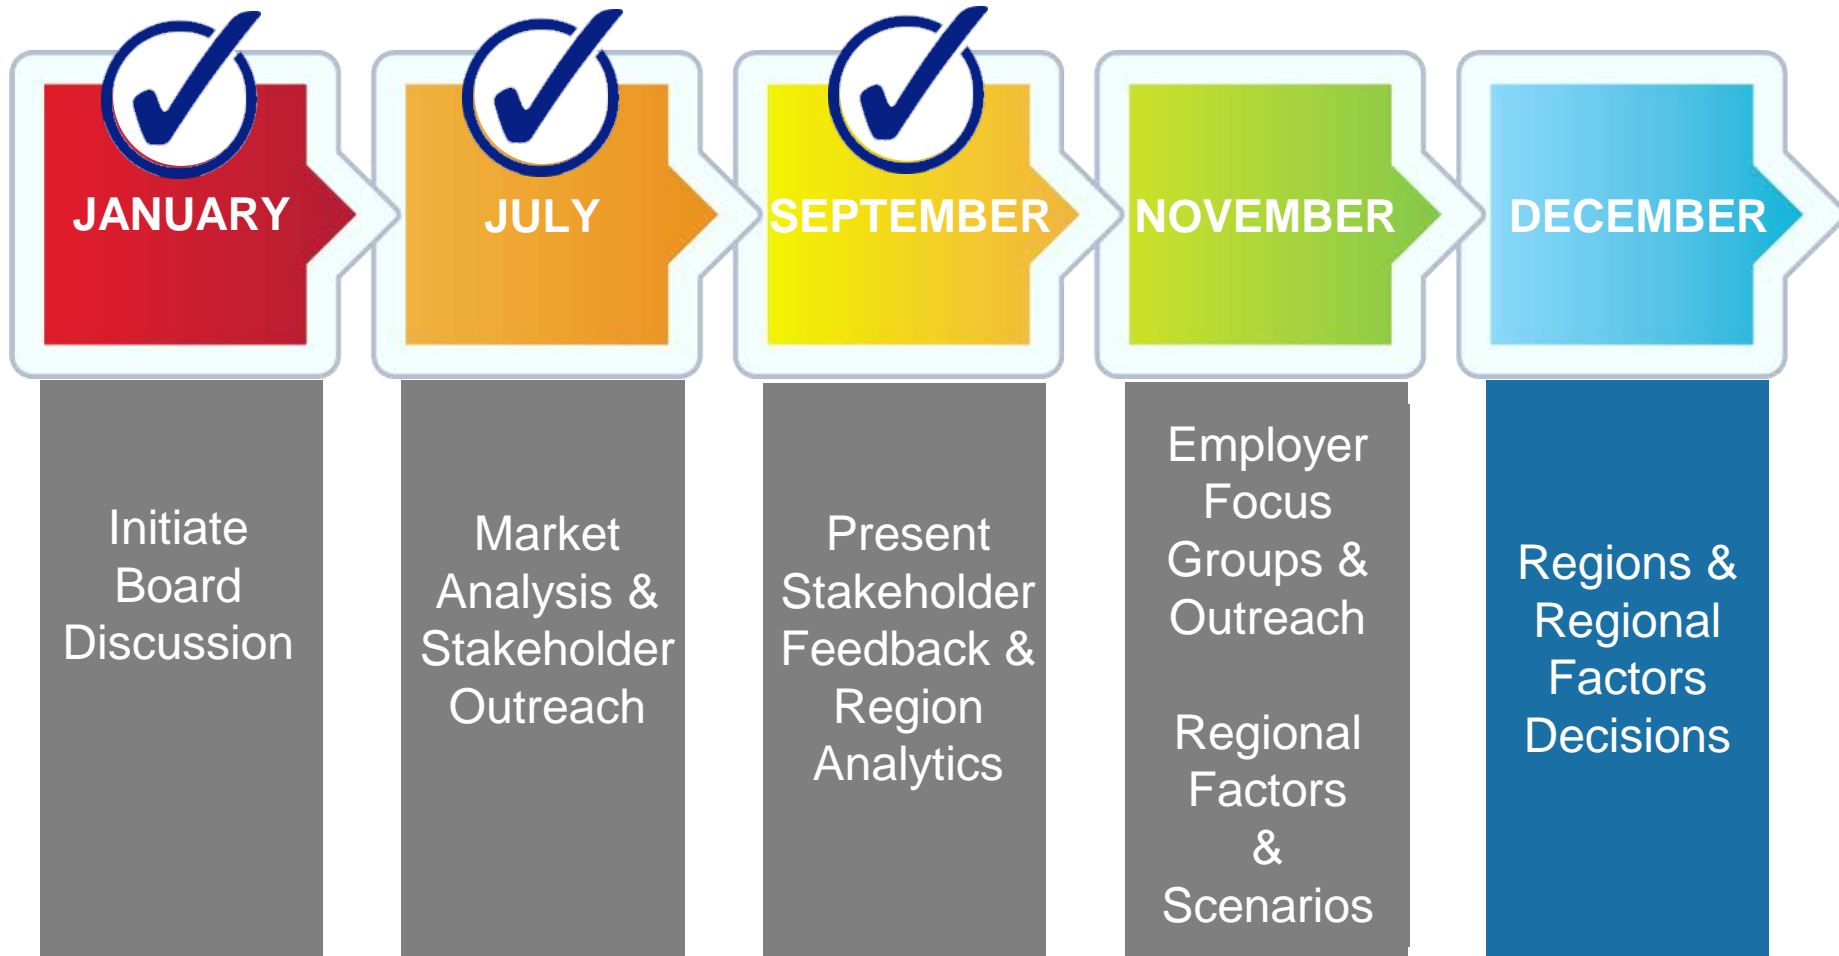 JANUARY
JULY
SEPTEMBER
NOVEMBER
DECEMBER
Initiate
Board
Discussion
Market
Analysis &
Stakeholder
Outreach
Present
Stakeholder
Feedback &
Region
Analytics
Employer
Focus
Groups &
Outreach
Regional
Factors
&
Scenarios
Regions &
Regional
Factors
Decisions